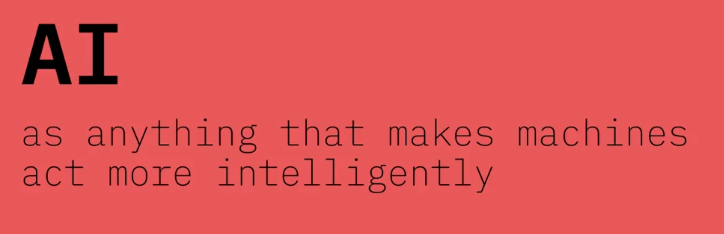 AI
as anything that makes machines
act more intelligently